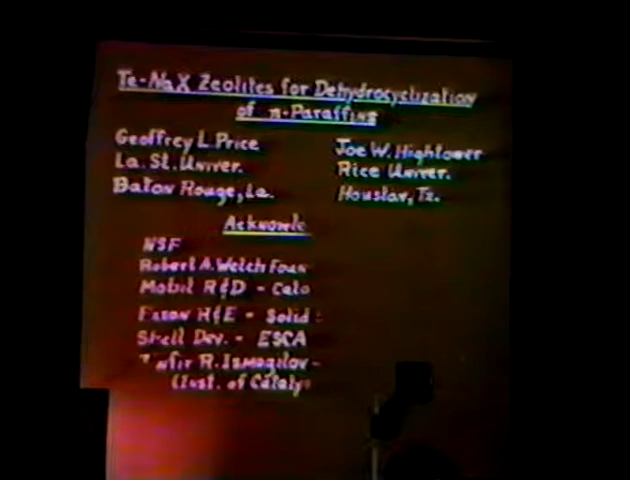 Te-NaX Zeolites for Dehydrocyclization
of n-Paraffins
Geoffrey L. Price
La. St. Univer.
Baton Rouge, La.
Joe W. Hightower
Rice Univer.
Houston, Tx.
Acknowle
NSF
Robert A. Welch Foun
Mobil R&D - Cata
Exxon R&E - Solid
Shell Dev. - ESCA
R. Ismagilov -
(Inst. of Cataly